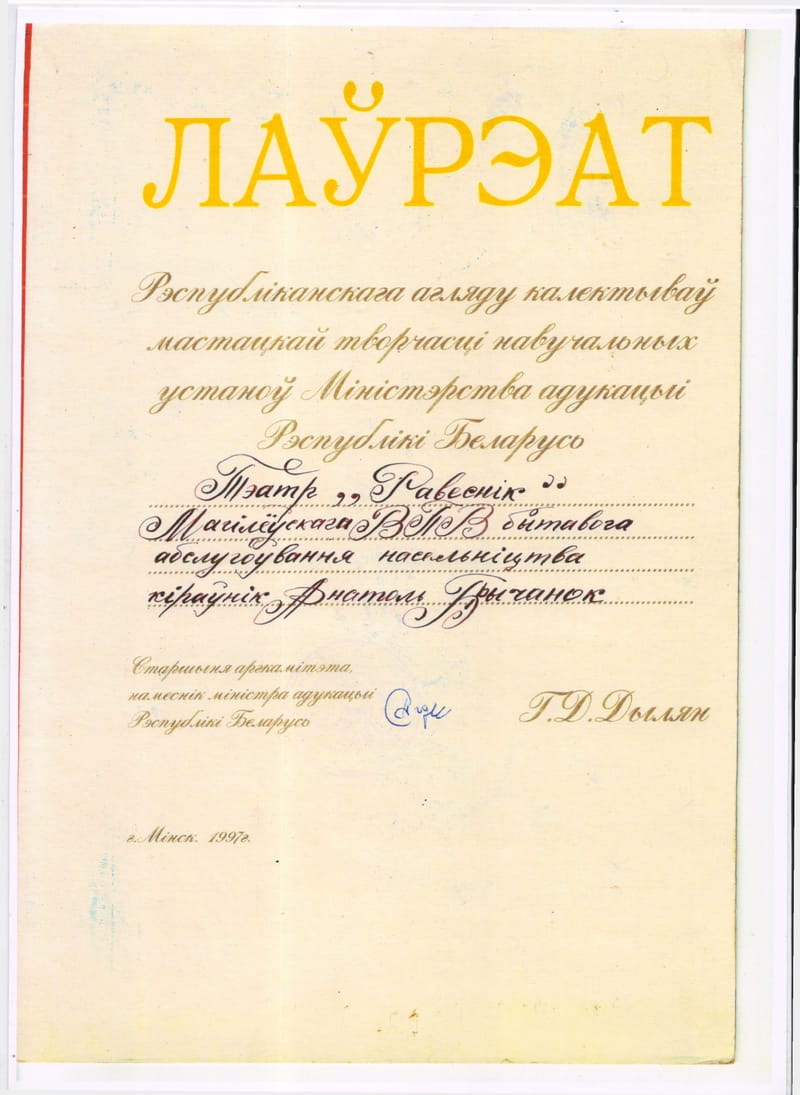 ЛАЎРЭАТ
Рэспубліканскага агляду калектываў
мастацкай творчасці навучальных
устаноў Міністэрства адукацыі
Рэспублікі Беларусь
Тэатр „Равеснік"
Магілёўскага ВПВ бытавога
абслугоўвання насельніцтва
кіраўнік Анатоль Грычанок
Старшыня аргкамітэта,
намеснік міністра адукацыі
Рэспублікі Беларусь
Г.Д.Дылян
г.Мінск. 1997г.